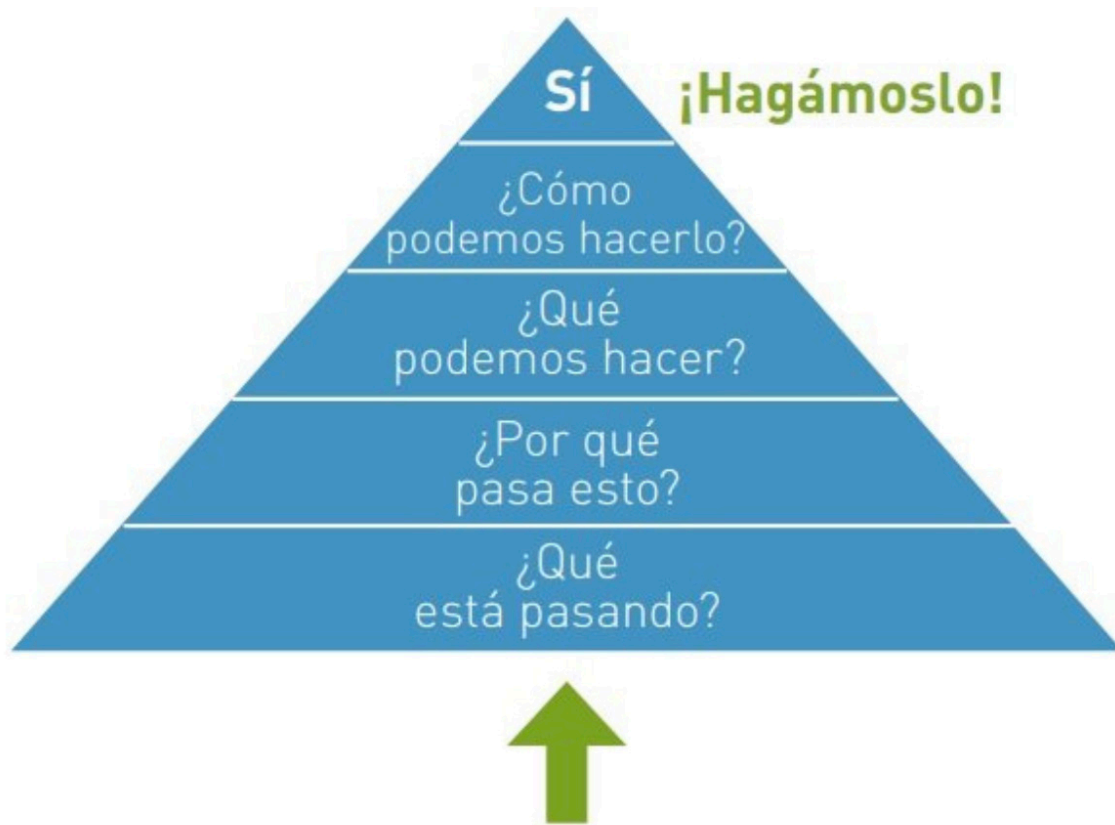 Sí
¡Hagámoslo!
¿Cómo
podemos hacerlo?
¿Qué
podemos hacer?
¿Por qué
pasa esto?
¿Qué
está pasando?